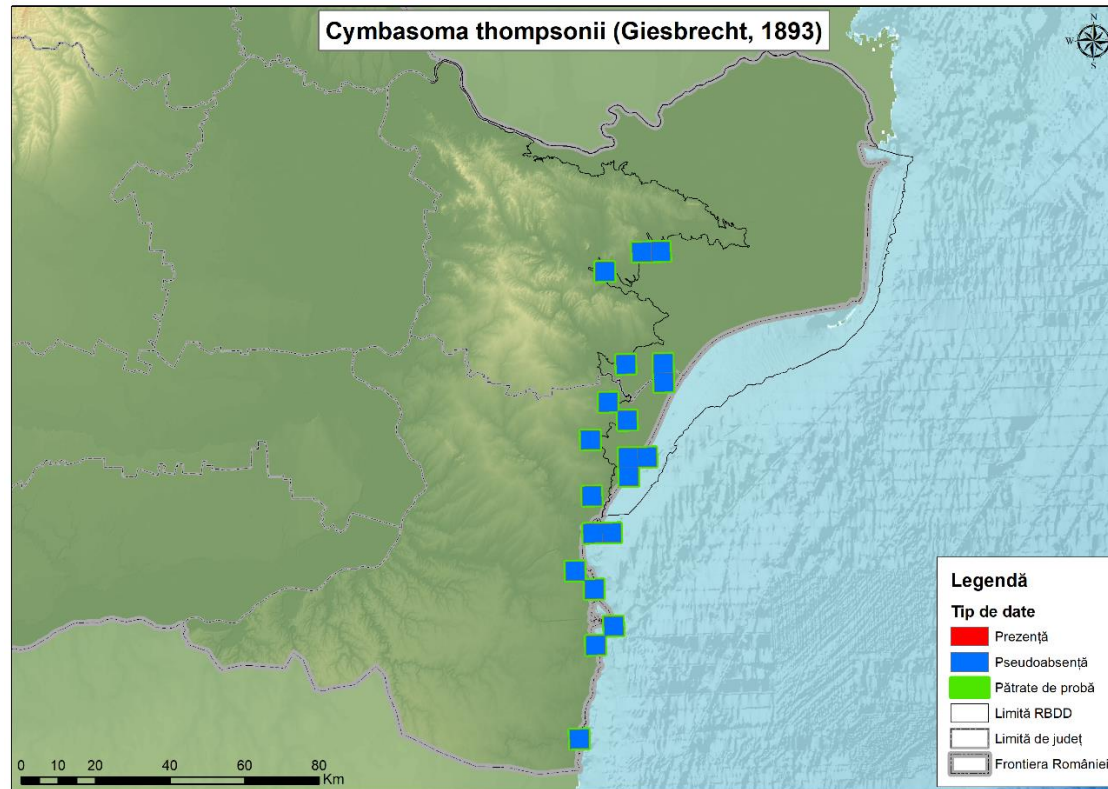 Cymbasoma thompsonii (Giesbrecht, 1893)
N
W E
S
Legendă
Tip de date
Prezență
Pseudoabsență
Pătrate de probă
Limită RBDD
Limită de județ
Frontiera României
0 10 20 40 60 80
Km